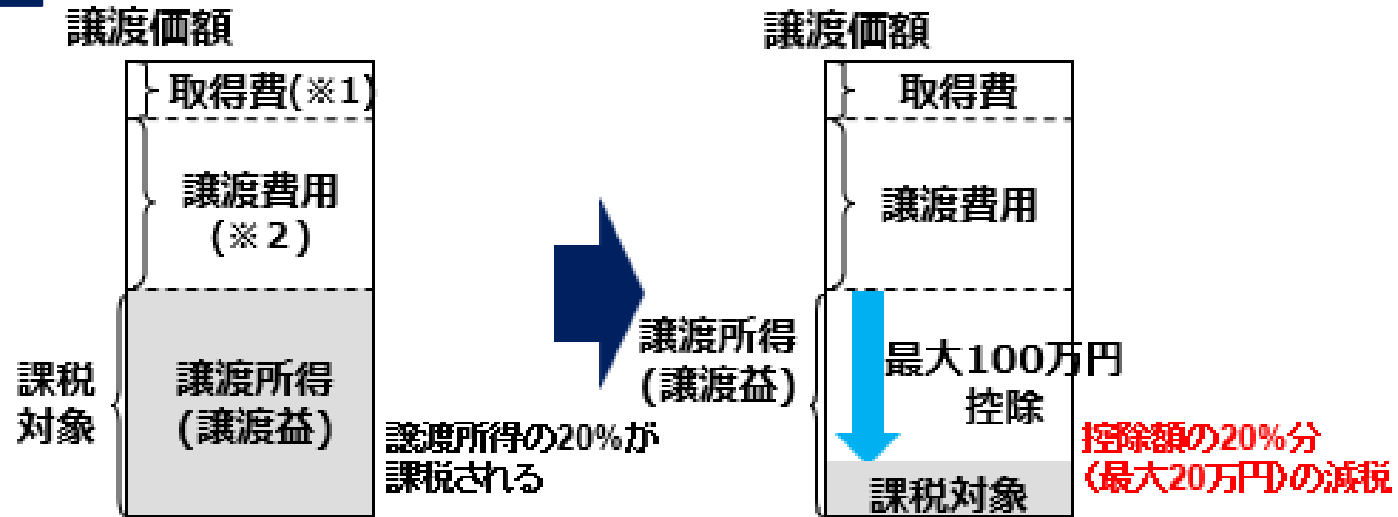 譲渡価額
取得費(※1)
譲渡費用
(※２)
課税
対象
譲渡所得
(譲渡益)
譲渡所得の20%が
課税される
譲渡価額
取得費
譲渡費用
譲渡所得
(譲渡益)
最大100万円
控除
課税対象
控除額の20%分
(最大20万円)の減税